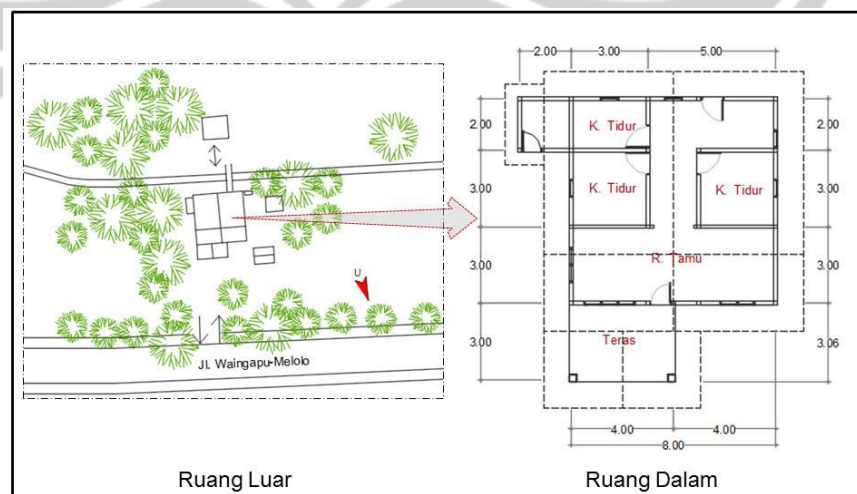 U
Jl. Waingapu-Melolo
Ruang Luar
2.00 3.00 5.00
2.00 K. Tidur 2.00
3.00 K. Tidur K. Tidur 3.00
3.00 R. Tamu 3.00
3.00 Teras 3.06
4.00 4.00
8.00
Ruang Dalam